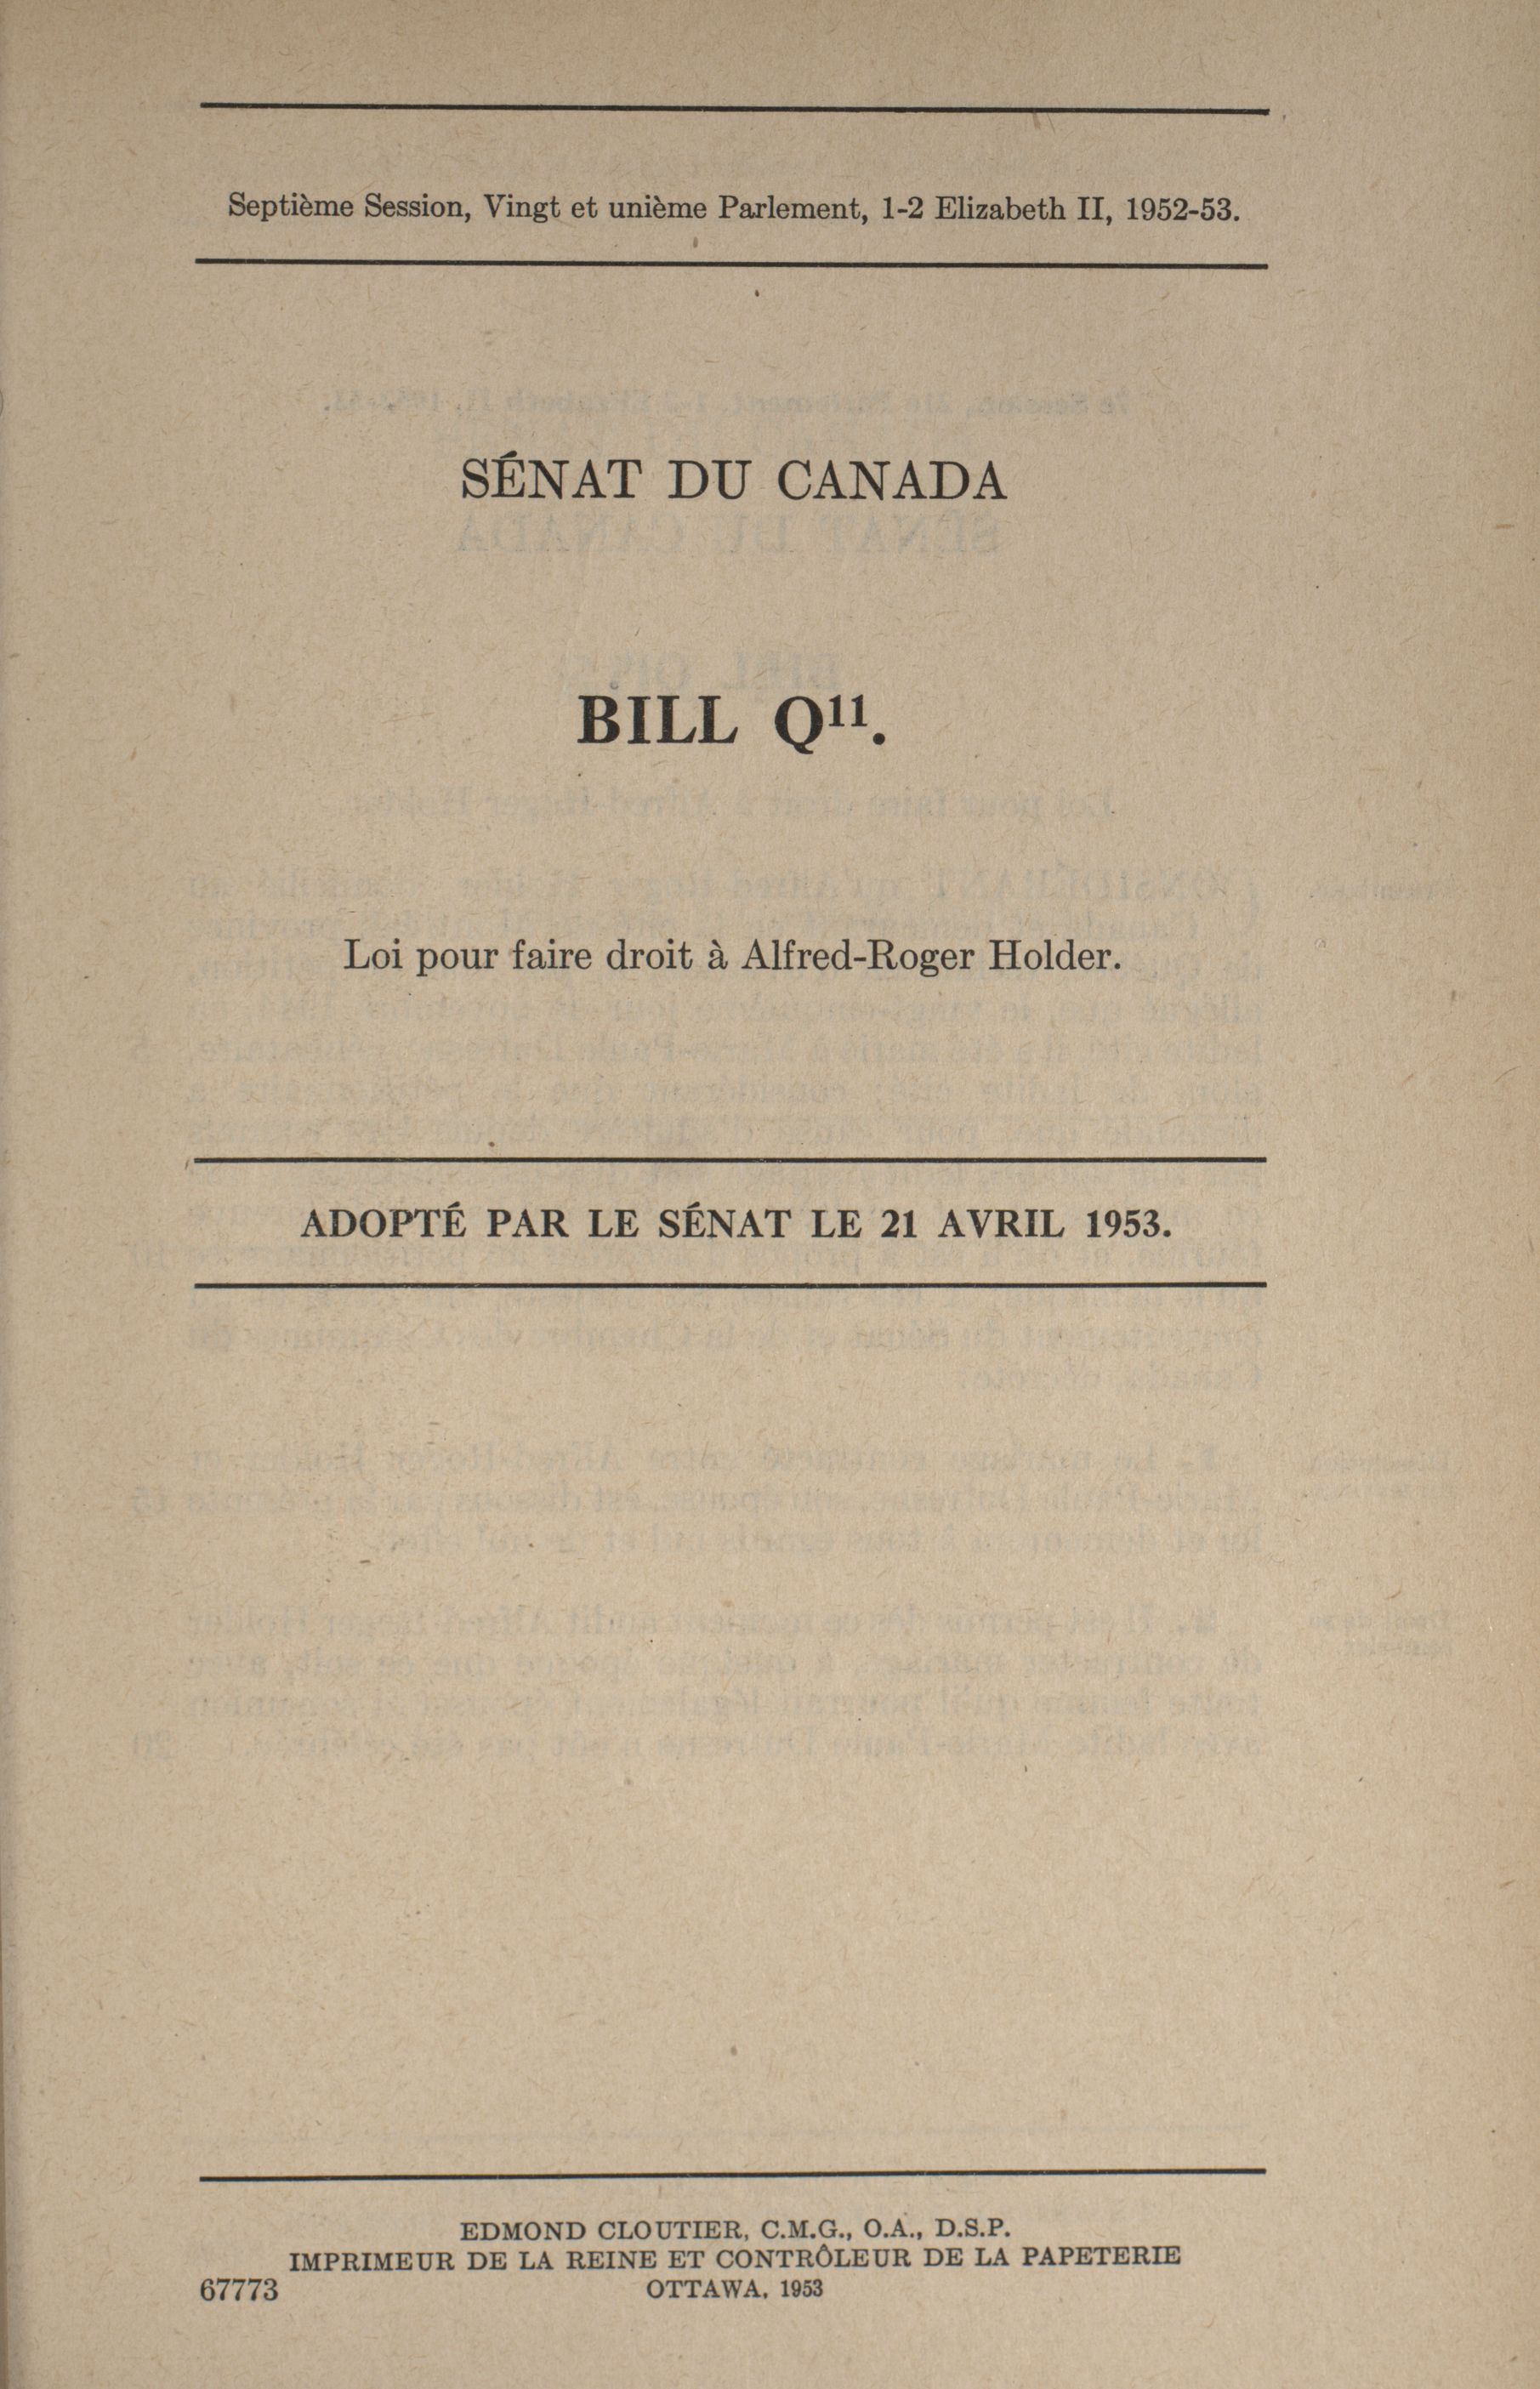 Septième Session, Vingt et unième Parlement, 1-2 Elizabeth II, 1952-53.
SÉNAT DU CANADA
BILL Q¹¹.
Loi pour faire droit à Alfred-Roger Holder.
ADOPTÉ PAR LE SÉNAT LE 21 AVRIL 1953.
EDMOND CLOUTIER, C.M.G., O.A., D.S.P.
IMPRIMEUR DE LA REINE ET CONTRÔLEUR DE LA PAPETERIE
67773 OTTAWA, 1953